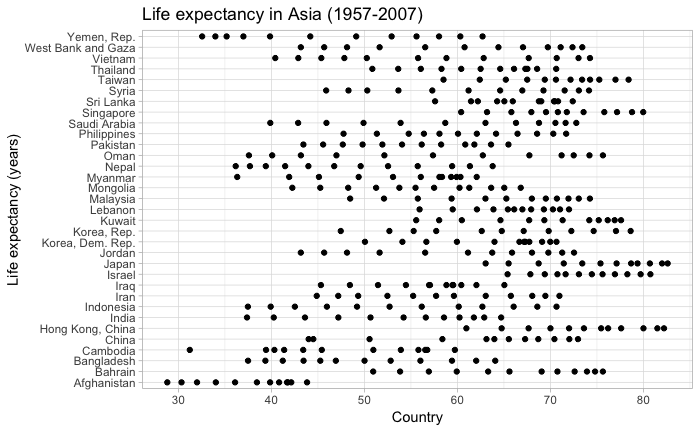 Life expectancy in Asia (1957-2007)
Life expectancy (years)
Yemen, Rep.
West Bank and Gaza
Vietnam
Thailand
Taiwan
Syria
Sri Lanka
Singapore
Saudi Arabia
Philippines
Pakistan
Oman
Nepal
Myanmar
Mongolia
Malaysia
Lebanon
Kuwait
Korea, Rep.
Korea, Dem. Rep.
Jordan
Japan
Israel
Iraq
Iran
Indonesia
India
Hong Kong, China
China
Cambodia
Bangladesh
Bahrain
Afghanistan
30 40 50 60 70 80
Country